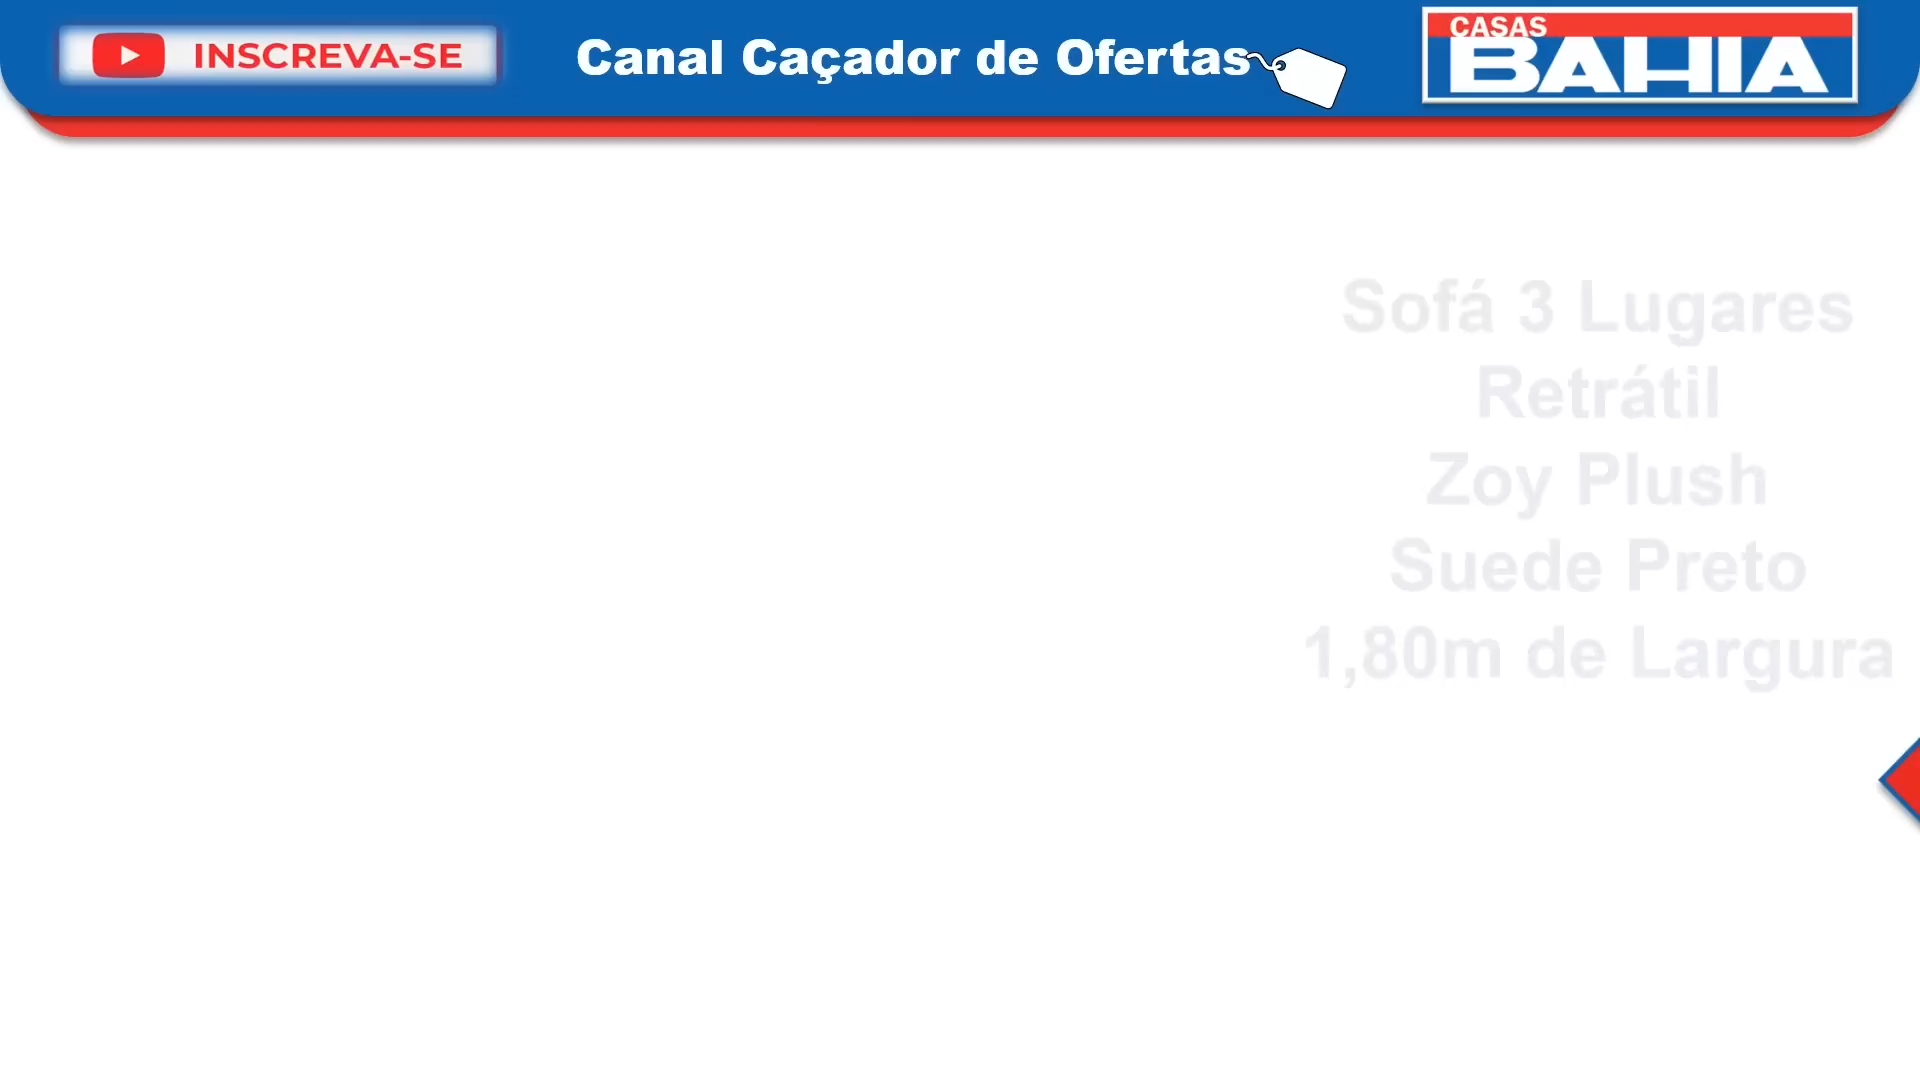 INSCREVA-SE
Canal Caçador de Ofertas
CASAS
BAHIA
Sofá 3 Lugares
Retrátil
Zoy Plush
Suede Preto
1,80m de Largura